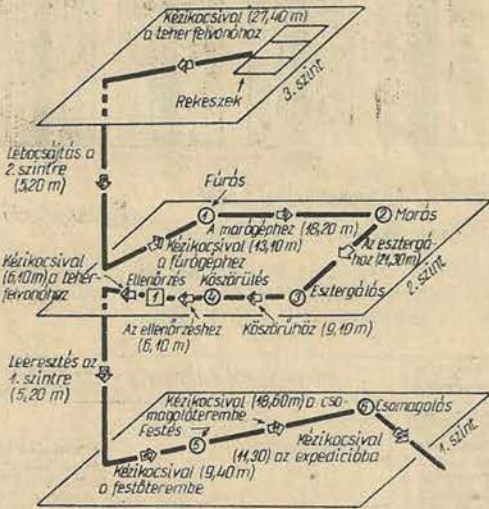 Kézikocsival (27,40 m)
a teherfelvonóhoz
Rekeszek
3. szint
Lebocsájtás a
2. szintre
(5,20 m)
Fúrás
1
A marógéphez (18,20 m)
2
Marás
Kézikocsival (13,10 m)
a fúrógéphez
Az esztergá-
hoz (21,30 m)
2. szint
Kézikocsival
(6,10 m) a teher-
felvonóhoz
Ellenőrzés
1
Köszörülés
4
3
Esztergálás
Az ellenőrzéshez
(6,10 m)
Köszörűhöz (9,10 m)
Leeresztés az
1. szintre
(5,20 m)
Kézikocsival (18,60 m) a cso-
magolóterembe
6
Csomagolás
Festés
5
Kézikocsival
(11,30) az expedícióba
1. szint
Kézikocsival (9,40 m)
a festőterembe